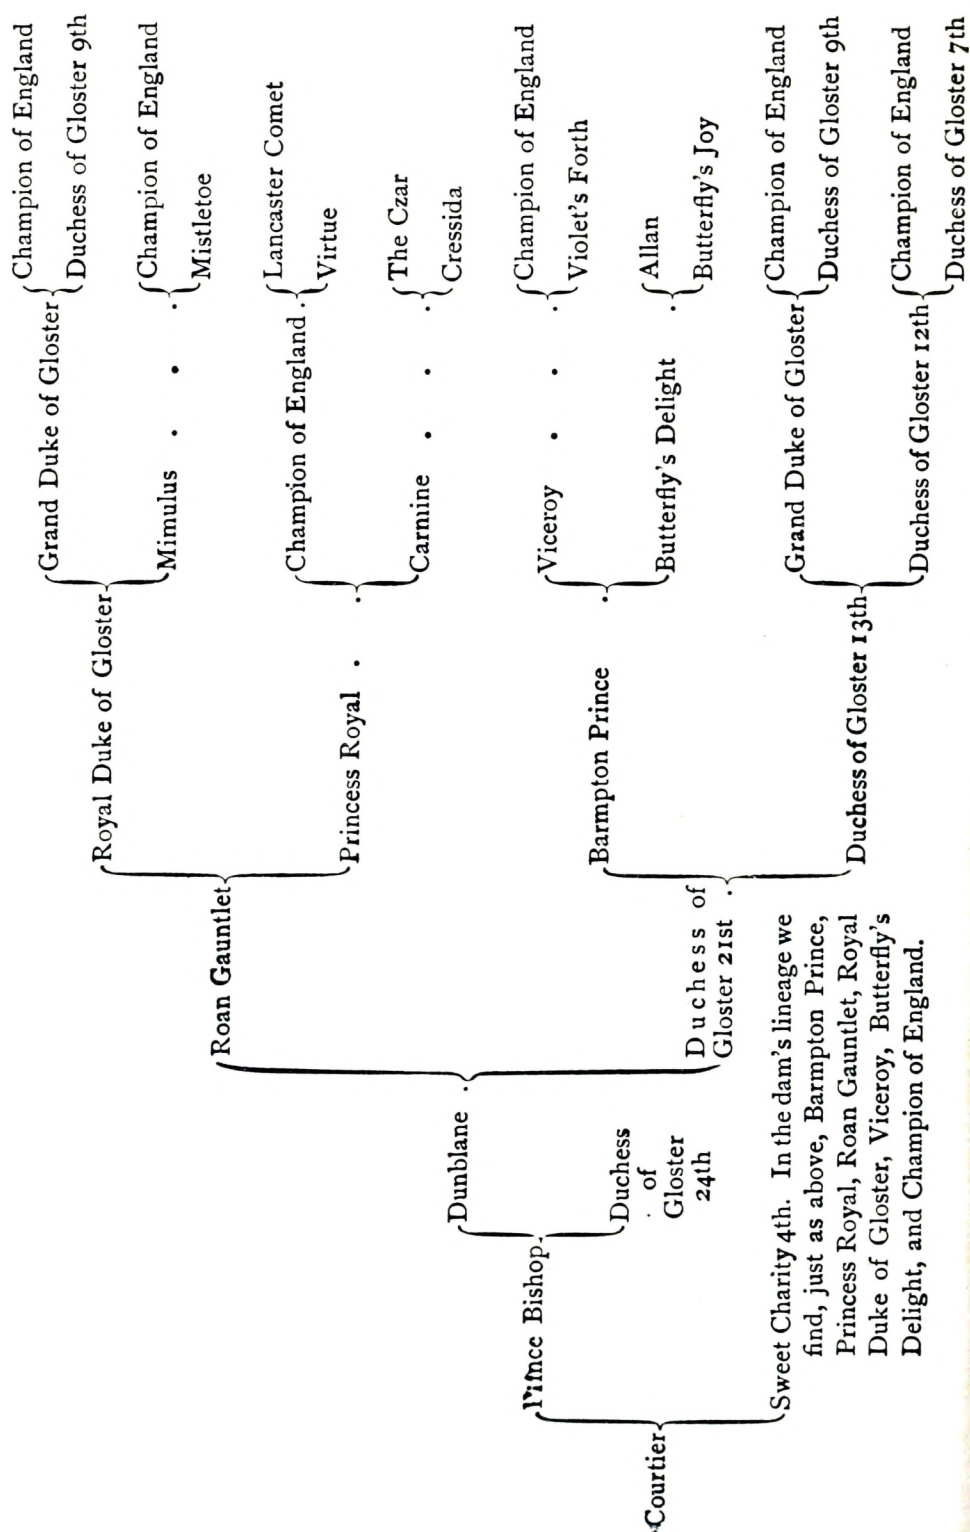 Courtier
Prince Bishop
Sweet Charity 4th. In the dam's lineage we
find, just as above, Barmpton Prince,
Princess Royal, Roan Gauntlet, Royal
Duke of Gloster, Viceroy, Butterfly's
Delight, and Champion of England.
Dunblane .
Duchess
. of
Gloster
24th
Roan Gauntlet
Duchess of
Gloster 21st .
Royal Duke of Gloster
Princess Royal . .
Barmpton Prince .
Duchess of Gloster 13th
Grand Duke of Gloster
Mimulus . . .
Champion of England .
Carmine . . .
Viceroy . . .
Butterfly's Delight .
Grand Duke of Gloster
Duchess of Gloster 12th
Champion of England
Duchess of Gloster 9th
Champion of England
Mistletoe
Lancaster Comet
Virtue
The Czar
Cressida
Champion of England
Violet's Forth
Allan
Butterfly's Joy
Champion of England
Duchess of Gloster 9th
Champion of England
Duchess of Gloster 7th